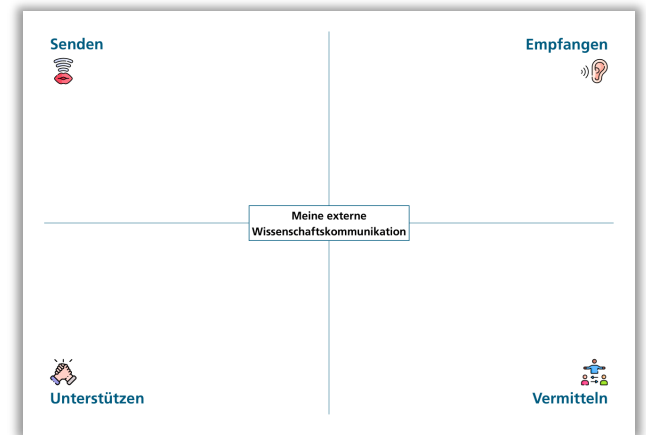 Senden
Empfangen
Meine externe
Wissenschaftskommunikation
Unterstützen
Vermitteln